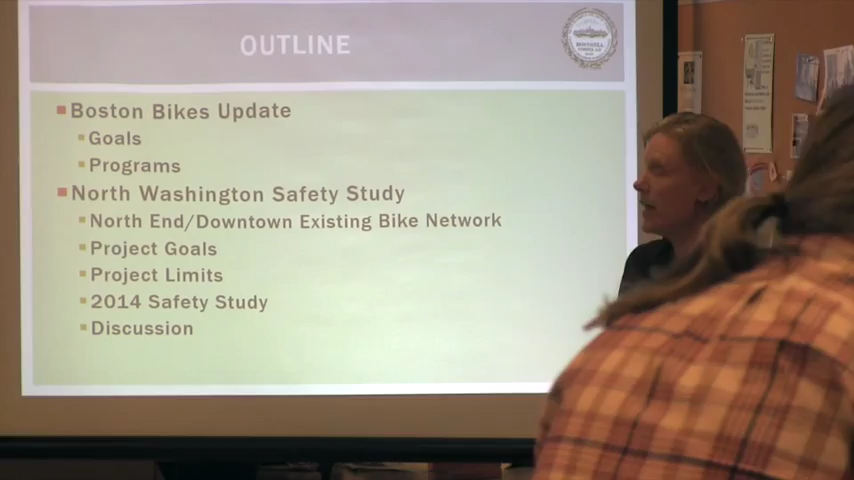 OUTLINE
Boston Bikes Update
Goals
Programs
North Washington Safety Study
North End/Downtown Existing Bike Network
Project Goals
Project Limits
2014 Safety Study
Discussion